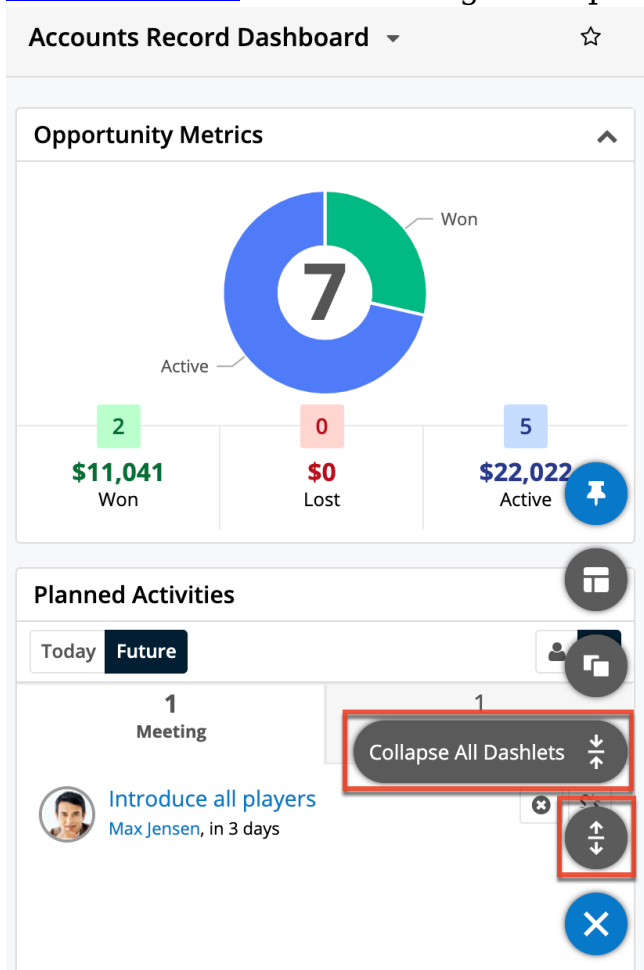 Accounts Record Dashboard
Opportunity Metrics
Won
7
Active
2
0
5
$11,041
$0
$22,022
Won
Lost
Active
Planned Activities
Today Future
1
1
Meeting
Collapse All Dashlets
Introduce all players
Max Jensen, in 3 days